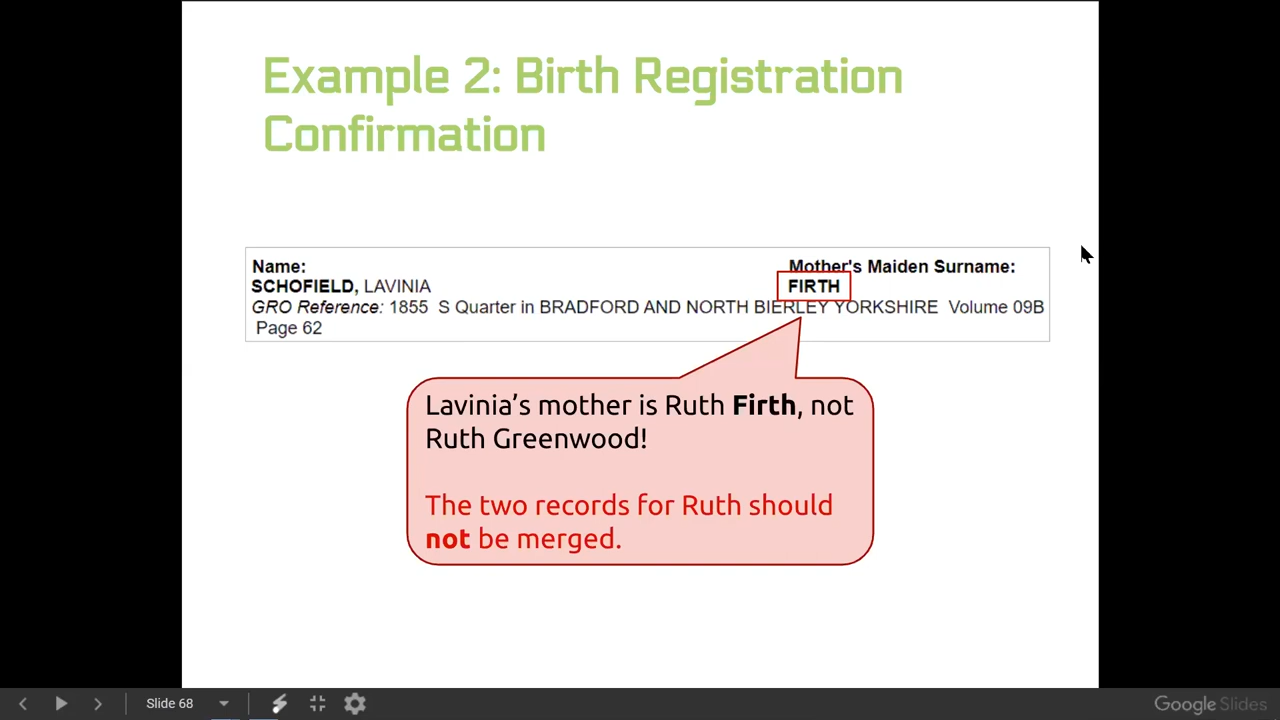 Example 2: Birth Registration
Confirmation
Name:
Mother's Maiden Surname:
SCHOFIELD, LAVINIA
FIRTH
GRO Reference: 1855 S Quarter in BRADFORD AND NORTH BIERLEY YORKSHIRE Volume 09B
Page 62
Lavinia’s mother is Ruth Firth, not
Ruth Greenwood!
The two records for Ruth should
not be merged.
Slide 68
Google Slides